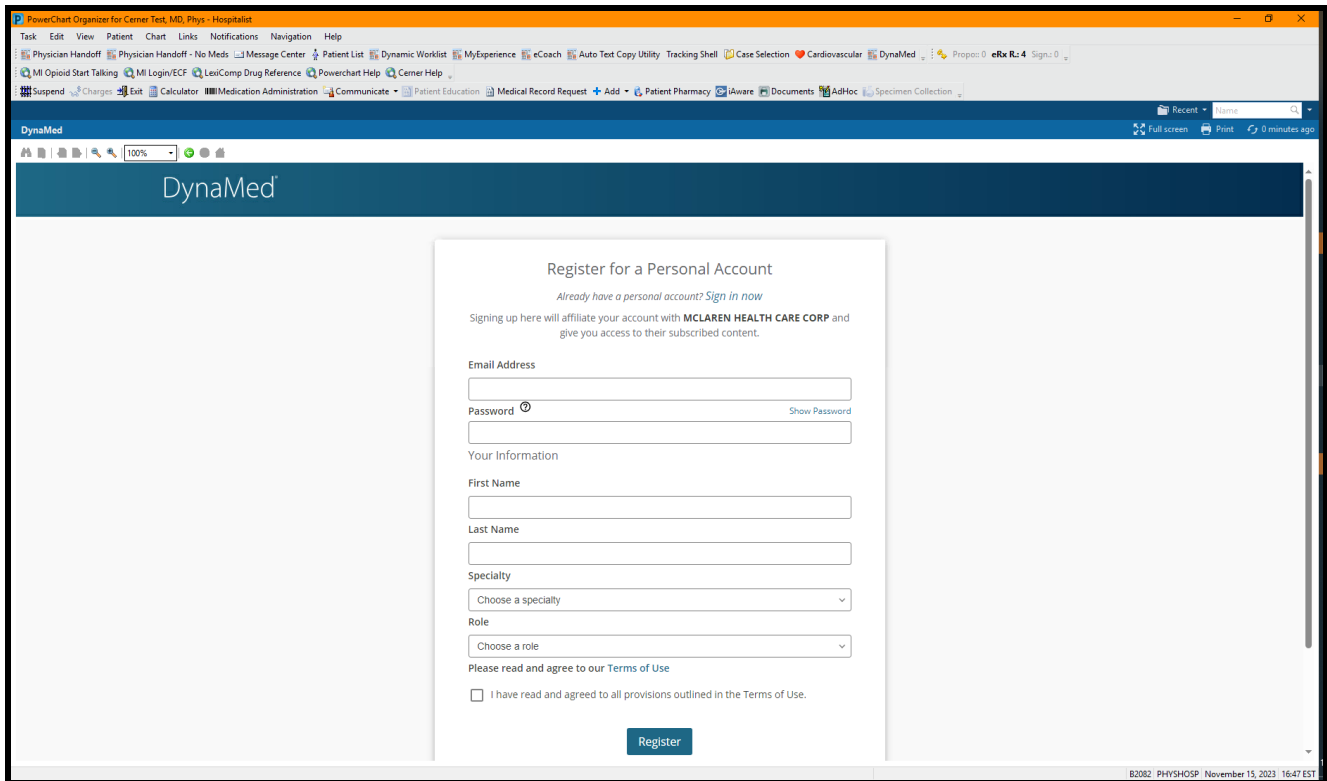 PowerChart Organizer for Cerner Test, MD, Phys - Hospitalist
Task Edit View Patient Chart Links Notifications Navigation Help
Physician Handoff Physician Handoff - No Meds Message Center Patient List Dynamic Worklist MyExperience eCoach Auto Text Copy Utility Tracking Shell Case Selection Cardiovascular DynaMed Propo:: 0 eRx R.: 4 Sign.: 0
MI Opioid Start Talking MI Login/ECF LexiComp Drug Reference Powerchart Help Cerner Help
Suspend Charges Exit Calculator Medication Administration Communicate Patient Education Medical Record Request Add Patient Pharmacy iAware Documents AdHoc Specimen Collection
Recent Name
DynaMed Full screen Print 0 minutes ago
100%
DynaMed
Register for a Personal Account
Already have a personal account? Sign in now
Signing up here will affiliate your account with MCLAREN HEALTH CARE CORP and
give you access to their subscribed content.
Email Address
Password Show Password
Your Information
First Name
Last Name
Specialty
Choose a specialty
Role
Choose a role
Please read and agree to our Terms of Use
I have read and agreed to all provisions outlined in the Terms of Use.
Register
B2082 PHYSHOSP November 15, 2023 16:47 EST